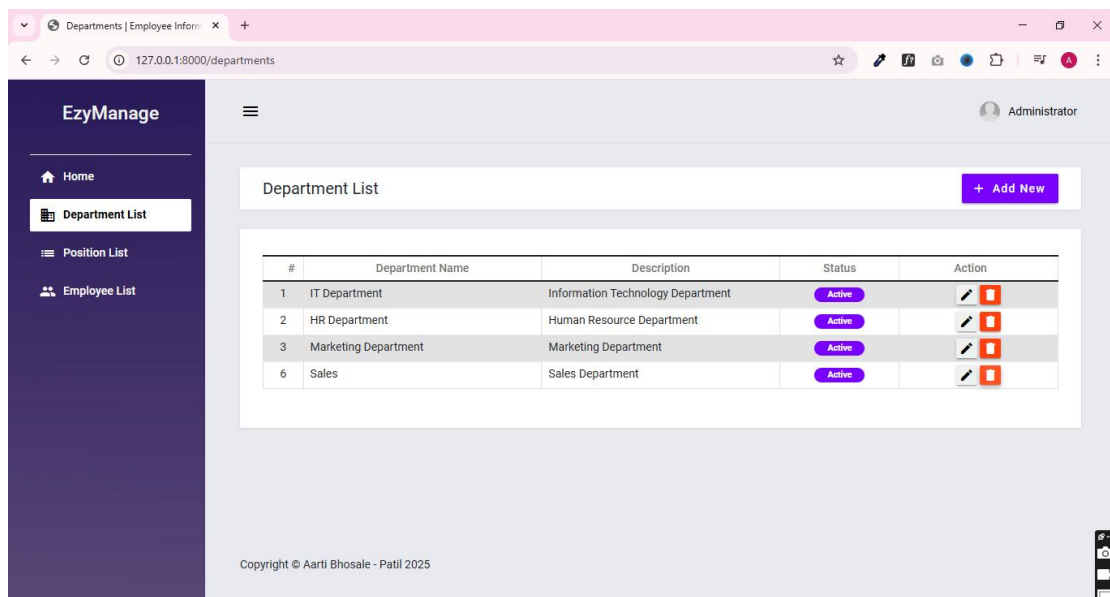 Departments | Employee Inform
127.0.0.1:8000/departments
f?
A
EzyManage
Administrator
Home
Department List
Position List
Employee List
Department List
+ Add New
# Department Name Description Status Action
1 IT Department Information Technology Department Active
2 HR Department Human Resource Department Active
3 Marketing Department Marketing Department Active
6 Sales Sales Department Active
Copyright © Aarti Bhosale - Patil 2025